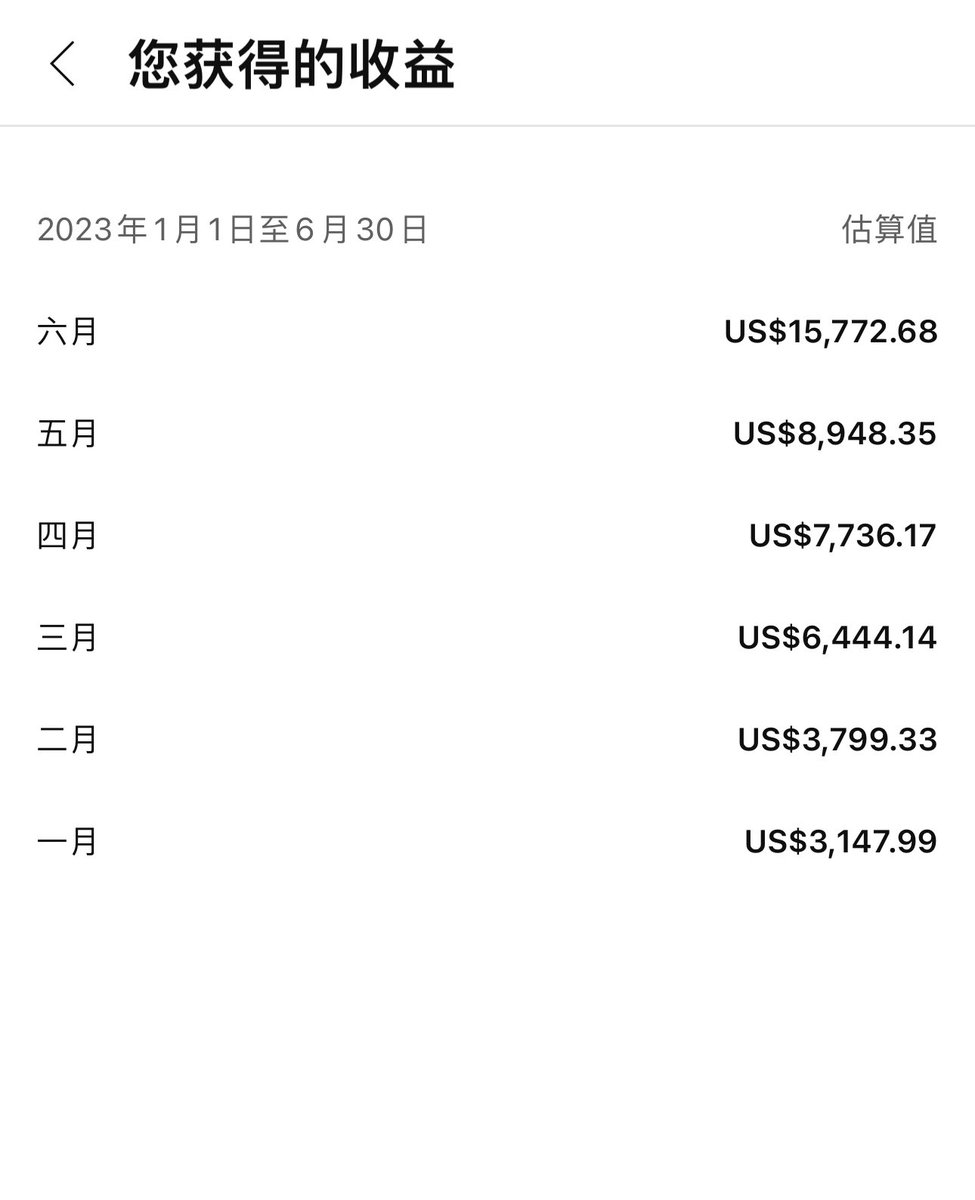 您获得的收益
2023年1月1日至6月30日 估算值
六月 US$15,772.68
五月 US$8,948.35
四月 US$7,736.17
三月 US$6,444.14
二月 US$3,799.33
一月 US$3,147.99